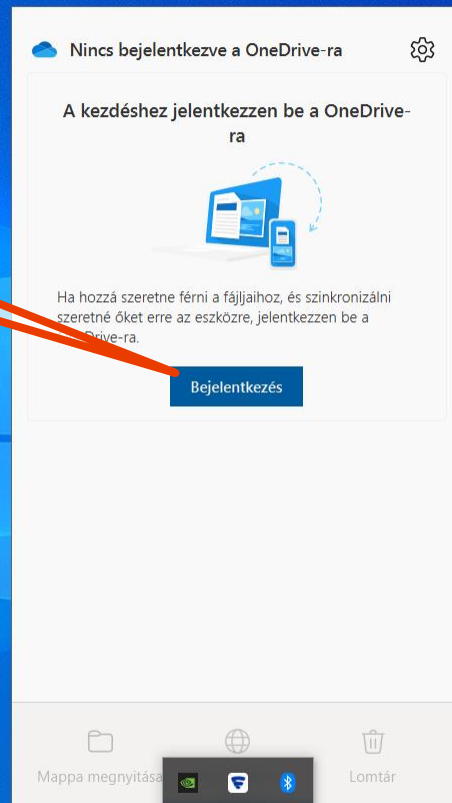 Nincs bejelentkezve a OneDrive-ra
A kezdéshez jelentkezzen be a OneDrive-
ra
Ha hozzá szeretne férni a fájljaihoz, és szinkronizálni
szeretné őket erre az eszközre, jelentkezzen be a
-ra.
Bejelentkezés
Mappa megnyitása
Lomtár